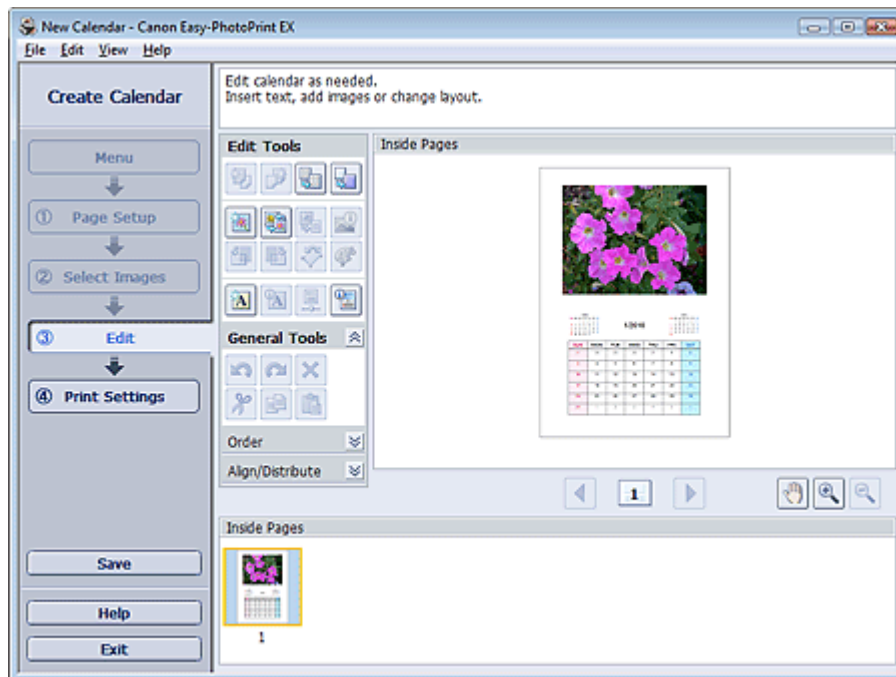 New Calendar - Canon Easy-PhotoPrint EX
File Edit View Help
Create Calendar
Edit calendar as needed.
Insert text, add images or change layout.
Menu
① Page Setup
② Select Images
③ Edit
④ Print Settings
Save
Help
Exit
Edit Tools
General Tools
Order
Align/Distribute
Inside Pages
1/2010
1
Inside Pages
1